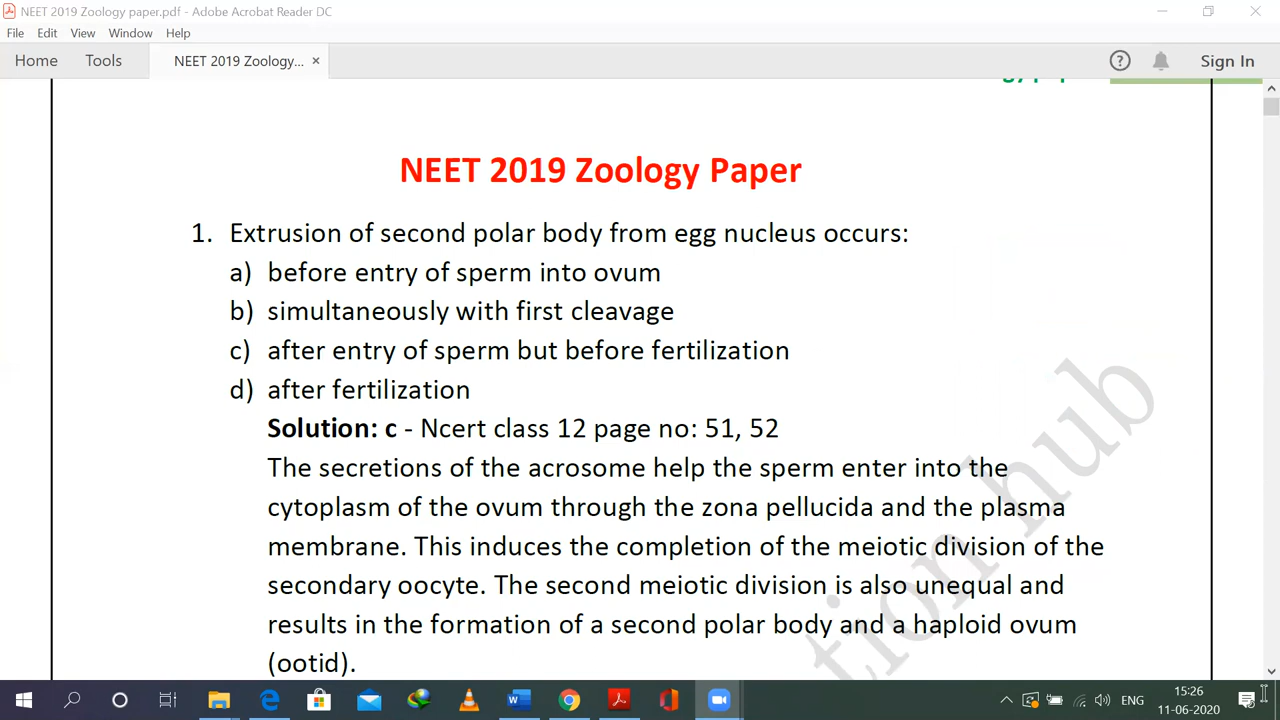 NEET 2019 Zoology paper.pdf - Adobe Acrobat Reader DC
File Edit View Window Help
Home Tools NEET 2019 Zoology... × Sign In
NEET 2019 Zoology Paper
1. Extrusion of second polar body from egg nucleus occurs:
a) before entry of sperm into ovum
b) simultaneously with first cleavage
c) after entry of sperm but before fertilization
d) after fertilization
Solution: c - Ncert class 12 page no: 51, 52
The secretions of the acrosome help the sperm enter into the
cytoplasm of the ovum through the zona pellucida and the plasma
membrane. This induces the completion of the meiotic division of the
secondary oocyte. The second meiotic division is also unequal and
results in the formation of a second polar body and a haploid ovum
(ootid).
tion hub
ENG
15:26
11-06-2020